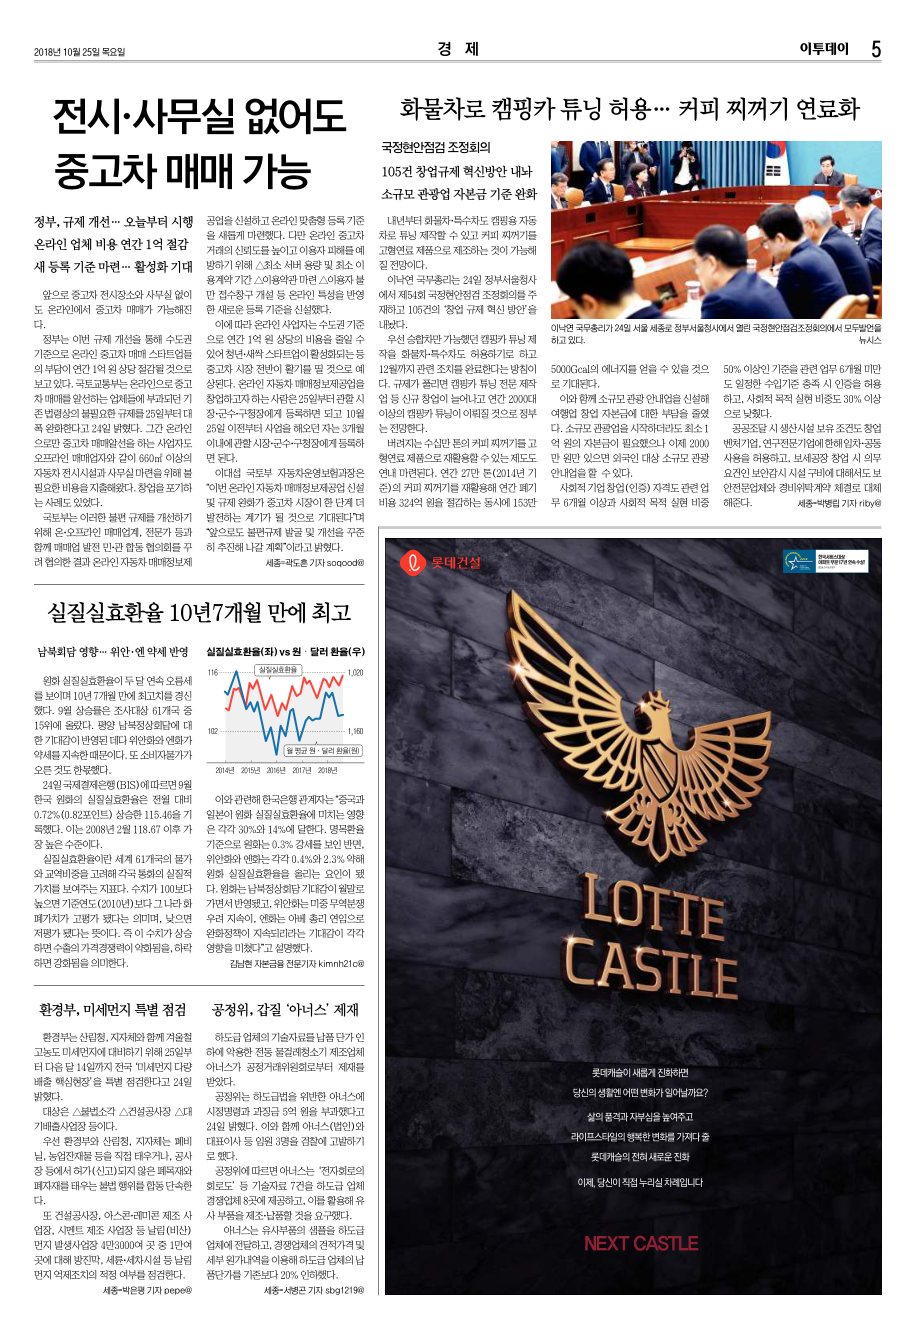 2018년 10월 25일 목요일
경 제
이투데이 5
전시·사무실 없어도
중고차 매매 가능
정부, 규제 개선… 오늘부터 시행
온라인 업체 비용 연간 1억 절감
새 등록 기준 마련… 활성화 기대
앞으로 중고차 전시장소와 사무실 없이
도 온라인에서 중고차 매매가 가능해진
다.
정부는 이번 규제 개선을 통해 수도권
기준으로 온라인 중고차 매매 스타트업들
의 부담이 연간 1억 원 상당 절감될 것으로
보고 있다. 국토교통부는 온라인으로 중고
차 매매를 알선하는 업체들에 부과되던 기
존 법령상의 불필요한 규제를 25일부터 대
폭 완화한다고 24일 밝혔다. 그간 온라인
으로만 중고차 매매알선을 하는 사업자도
오프라인 매매업자와 같이 660㎡ 이상의
자동차 전시시설과 사무실 마련을 위해 불
필요한 비용을 지출해왔다. 창업을 포기하
는 사례도 있었다.
국토부는 이러한 불편 규제를 개선하기
위해 온·오프라인 매매업계, 전문가 등과
함께 매매업 발전 민·관 합동 협의회를 꾸
려 협의한 결과 온라인 자동차 매매정보제
공업을 신설하고 온라인 맞춤형 등록 기준
을 새롭게 마련했다. 다만 온라인 중고차
거래의 신뢰도를 높이고 이용자 피해를 예
방하기 위해 △최소 서버 용량 및 최소 이
용계약 기간 △이용약관 마련 △이용자 불
만 접수창구 개설 등 온라인 특성을 반영
한 새로운 등록 기준을 신설했다.
이에 따라 온라인 사업자는 수도권 기준
으로 연간 1억 원 상당의 비용을 줄일 수
있어 청년·새싹 스타트업이 활성화되는 등
중고차 시장 전반이 활기를 띨 것으로 예
상된다. 온라인 자동차 매매정보제공업을
창업하고자 하는 사람은 25일부터 관할 시
장·군수·구청장에게 등록하면 되고 10월
25일 이전부터 사업을 해오던 자는 3개월
이내에 관할 시장·군수·구청장에게 등록하
면 된다.
이대섭 국토부 자동차운영보험과장은
“이번 온라인 자동차 매매정보제공업 신설
및 규제 완화가 중고차 시장이 한 단계 더
발전하는 계기가 될 것으로 기대된다”며
“앞으로도 불편규제 발굴 및 개선을 꾸준
히 추진해 나갈 계획”이라고 밝혔다.
세종=곽도흔 기자 sogood@
화물차로 캠핑카 튜닝 허용… 커피 찌꺼기 연료화
국정현안점검 조정회의
105건 창업규제 혁신방안 내놔
소규모 관광업 자본금 기준 완화
내년부터 화물차·특수차도 캠핑용 자동
차로 튜닝 제작할 수 있고 커피 찌꺼기를
고형연료 제품으로 제조하는 것이 가능해
질 전망이다.
이낙연 국무총리는 24일 정부서울청사
에서 제54회 국정현안점검 조정회의를 주
재하고 105건의 ‘창업 규제 혁신 방안’을
내놨다.
우선 승합차만 가능했던 캠핑카 튜닝 제
작을 화물차·특수차도 허용하기로 하고
12월까지 관련 조치를 완료한다는 방침이
다. 규제가 풀리면 캠핑카 튜닝 전문 제작
업 등 신규 창업이 늘어나고 연간 2000대
이상의 캠핑카 튜닝이 이뤄질 것으로 정부
는 전망한다.
버려지는 수십만 톤의 커피 찌꺼기를 고
형연료 제품으로 재활용할 수 있는 제도도
연내 마련된다. 연간 27만 톤(2014년 기
준)의 커피 찌꺼기를 재활용해 연간 폐기
비용 324억 원을 절감하는 동시에 153만
이낙연 국무총리가 24일 서울 세종로 정부서울청사에서 열린 국정현안점검조정회의에서 모두발언을
하고 있다. 뉴시스
5000Gcal의 에너지를 얻을 수 있을 것으
로 기대된다.
이와 함께 소규모 관광 안내업을 신설해
여행업 창업 자본금에 대한 부담을 줄였
다. 소규모 관광업을 시작하더라도 최소 1
억 원의 자본금이 필요했으나 이제 2000
만 원만 있으면 외국인 대상 소규모 관광
안내업을 할 수 있다.
사회적 기업 창업(인증) 자격도 관련 업
무 6개월 이상과 사회적 목적 실현 비중
50% 이상인 기준을 관련 업무 6개월 미만
도 일정한 수입기준 충족 시 인증을 허용
하고, 사회적 목적 실현 비중도 30% 이상
으로 낮췄다.
공공조달 시 생산시설 보유 조건도 창업
벤처기업, 연구전문기업에 한해 임차·공동
사용을 허용하고, 보세공장 창업 시 의무
요건인 보안감시 시설 구비에 대해서도 보
안전문업체와 경비위탁계약 체결로 대체
해준다. 세종=박병립 기자 riby@
실질실효환율 10년7개월 만에 최고
남북회담 영향… 위안·엔 약세 반영
원화 실질실효환율이 두 달 연속 오름세
를 보이며 10년 7개월 만에 최고치를 경신
했다. 9월 상승률은 조사대상 61개국 중
15위에 올랐다. 평양 남북정상회담에 대
한 기대감이 반영된 데다 위안화와 엔화가
약세를 지속한 때문이다. 또 소비자물가가
오른 것도 한몫했다.
24일 국제결제은행(BIS)에 따르면 9월
한국 원화의 실질실효환율은 전월 대비
0.72%(0.82포인트) 상승한 115.46을 기
록했다. 이는 2008년 2월 118.67 이후 가
장 높은 수준이다.
실질실효환율이란 세계 61개국의 물가
와 교역비중을 고려해 각국 통화의 실질적
가치를 보여주는 지표다. 수치가 100보다
높으면 기준연도(2010년)보다 그 나라 화
폐가치가 고평가 됐다는 의미며, 낮으면
저평가 됐다는 뜻이다. 즉 이 수치가 상승
하면 수출의 가격경쟁력이 약화됨을, 하락
하면 강화됨을 의미한다.
실질실효환율(좌) vs 원·달러 환율(우)
116
실질실효환율
1,020
102
1,160
월 평균 원·달러 환율(원)
2014년 2015년 2016년 2017년 2018년
이와 관련해 한국은행 관계자는 “중국과
일본이 원화 실질실효환율에 미치는 영향
은 각각 30%와 14%에 달한다. 명목환율
기준으로 원화는 0.3% 강세를 보인 반면,
위안화와 엔화는 각각 0.4%와 2.3% 약해
원화 실질실효환율을 올리는 요인이 됐
다. 원화는 남북정상회담 기대감이 월말로
가면서 반영됐고, 위안화는 미중 무역분쟁
우려 지속이, 엔화는 아베 총리 연임으로
완화정책이 지속되리라는 기대감이 각각
영향을 미쳤다”고 설명했다.
김남현 자본금융 전문기자 kimnh21c@
환경부, 미세먼지 특별 점검
환경부는 산림청, 지자체와 함께 겨울철
고농도 미세먼지에 대비하기 위해 25일부
터 다음 달 14일까지 전국 ‘미세먼지 다량
배출 핵심현장’을 특별 점검한다고 24일
밝혔다.
대상은 △불법소각 △건설공사장 △대
기배출사업장 등이다.
우선 환경부와 산림청, 지자체는 폐비
닐, 농업잔재물 등을 직접 태우거나, 공사
장 등에서 허가(신고)되지 않은 폐목재와
폐자재를 태우는 불법 행위를 합동 단속한
다.
또 건설공사장, 아스콘·레미콘 제조 사
업장, 시멘트 제조 사업장 등 날림(비산)
먼지 발생사업장 4만3000여 곳 중 1만여
곳에 대해 방진막, 세륜·세차시설 등 날림
먼지 억제조치의 적정 여부를 점검한다.
세종=박은평 기자 pepe@
공정위, 갑질 ‘아너스’ 제재
하도급 업체의 기술자료를 납품 단가 인
하에 악용한 전동 물걸레청소기 제조업체
아너스가 공정거래위원회로부터 제재를
받았다.
공정위는 하도급법을 위반한 아너스에
시정명령과 과징금 5억 원을 부과했다고
24일 밝혔다. 이와 함께 아너스(법인)와
대표이사 등 임원 3명을 검찰에 고발하기
로 했다.
공정위에 따르면 아너스는 ‘전자회로의
회로도’ 등 기술자료 7건을 하도급 업체
경쟁업체 8곳에 제공하고, 이를 활용해 유
사 부품을 제조·납품할 것을 요구했다.
아너스는 유사부품의 샘플을 하도급
업체에 전달하고, 경쟁업체의 견적가격 및
세부 원가내역을 이용해 하도급 업체의 납
품단가를 기존보다 20% 인하했다.
세종=서병곤 기자 sbg1219@
롯데건설
한국서비스대상
아파트 부문 17년 연속 수상!
LOTTE
CASTLE
롯데캐슬이 새롭게 진화하면
당신의 생활엔 어떤 변화가 일어날까요?
삶의 품격과 자부심을 높여주고
라이프스타일의 행복한 변화를 가져다 줄
롯데캐슬의 전혀 새로운 진화
이제, 당신이 직접 누리실 차례입니다
NEXT CASTLE